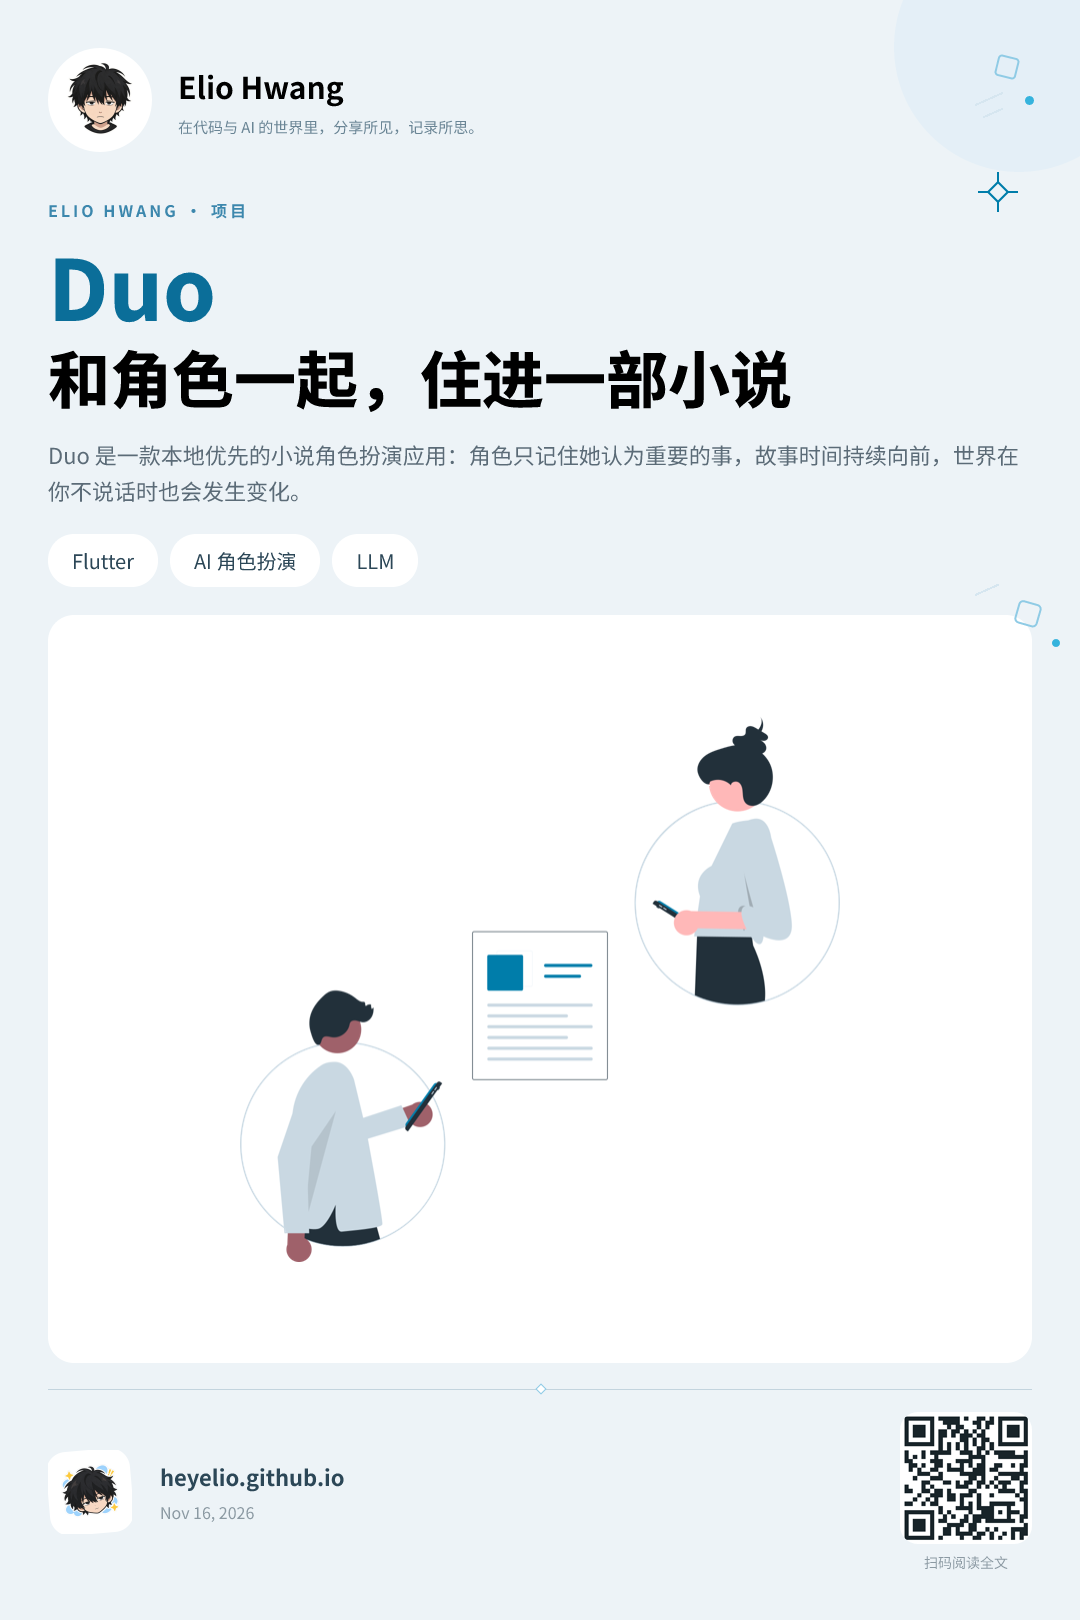 Elio Hwang
在代码与 AI 的世界里，分享所见，记录所思。
ELIO HWANG • 项目
Duo
和角色一起，住进一部小说
Duo 是一款本地优先的小说角色扮演应用：角色只记住她认为重要的事，故事时间持续向前，世界在
你不说话时也会发生变化。
Flutter
AI 角色扮演
LLM
heyelio.github.io
Nov 16, 2026
扫码阅读全文